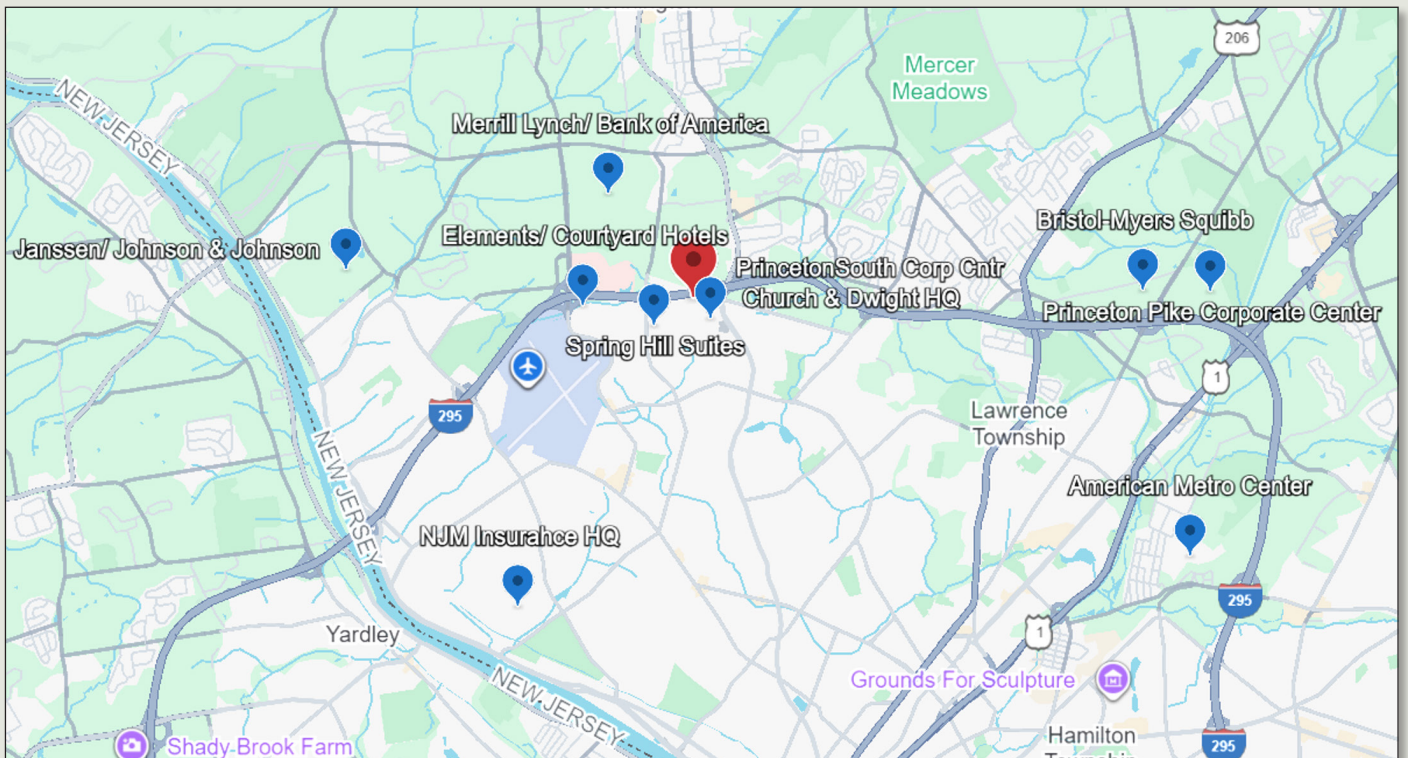 206
Mercer
Meadows
NEW JERSEY
Merrill Lynch/ Bank of America
Bristol-Myers Squibb
Janssen/ Johnson & Johnson
Elements/ Courtyard Hotels
PrincetonSouth Corp Cntr
Church & Dwight HQ
Princeton Pike Corporate Center
Spring Hill Suites
1
295
Lawrence
Township
NEW JERSEY
American Metro Center
NJM Insurahce HQ
295
Yardley
1
Grounds For Sculpture
NEW JERSEY
Hamilton
Shady Brook Farm
295